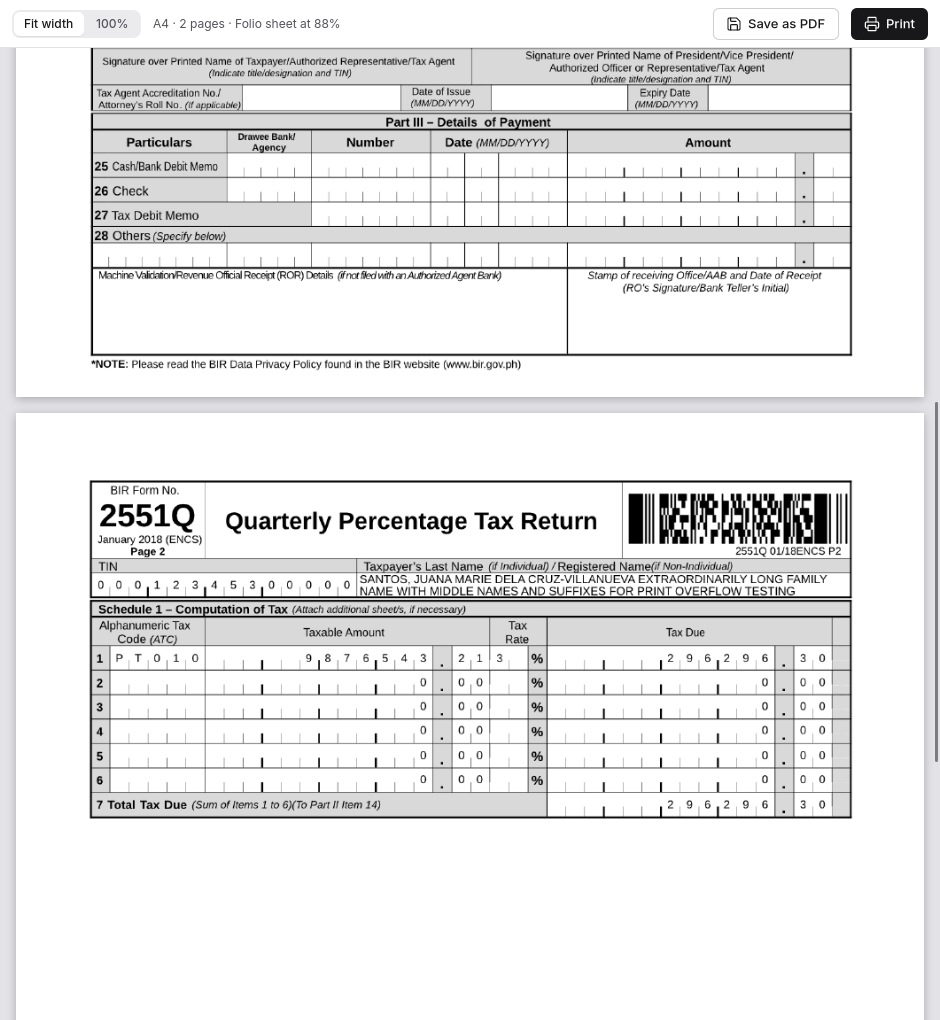 Fit width 100% A4 · 2 pages · Folio sheet at 88% Save as PDF Print
Signature over Printed Name of Taxpayer/Authorized Representative/Tax Agent
(Indicate title/designation and TIN)
Signature over Printed Name of President/Vice President/
Authorized Officer or Representative/Tax Agent
(Indicate title/designation and TIN)
Tax Agent Accreditation No./
Attorney's Roll No. (If applicable)
Date of Issue
(MM/DD/YYYY)
Expiry Date
(MM/DD/YYYY)
Part III – Details of Payment
Particulars Drawee Bank/ Agency Number Date (MM/DD/YYYY) Amount
25 Cash/Bank Debit Memo .
26 Check .
27 Tax Debit Memo .
28 Others (Specify below)
.
Machine Validation/Revenue Official Receipt (ROR) Details (if not filed with an Authorized Agent Bank)
Stamp of receiving Office/AAB and Date of Receipt
(RO's Signature/Bank Teller's Initial)
*NOTE: Please read the BIR Data Privacy Policy found in the BIR website (www.bir.gov.ph)
BIR Form No.
2551Q
January 2018 (ENCS)
Page 2
Quarterly Percentage Tax Return
2551Q 01/18ENCS P2
TIN Taxpayer's Last Name (if Individual) / Registered Name(if Non-Individual)
0 0 0 1 2 3 4 5 3 0 0 0 0 0
SANTOS, JUANA MARIE DELA CRUZ-VILLANUEVA EXTRAORDINARILY LONG FAMILY
NAME WITH MIDDLE NAMES AND SUFFIXES FOR PRINT OVERFLOW TESTING
Schedule 1 – Computation of Tax (Attach additional sheet/s, if necessary)
Alphanumeric Tax Code (ATC) Taxable Amount Tax Rate Tax Due
1 P T 0 1 0 9 8 7 6 5 4 3 . 2 1 3 % 2 9 6 2 9 6 . 3 0
2 0 . 0 0 % 0 . 0 0
3 0 . 0 0 % 0 . 0 0
4 0 . 0 0 % 0 . 0 0
5 0 . 0 0 % 0 . 0 0
6 0 . 0 0 % 0 . 0 0
7 Total Tax Due (Sum of Items 1 to 6)(To Part II Item 14) 2 9 6 2 9 6 . 3 0